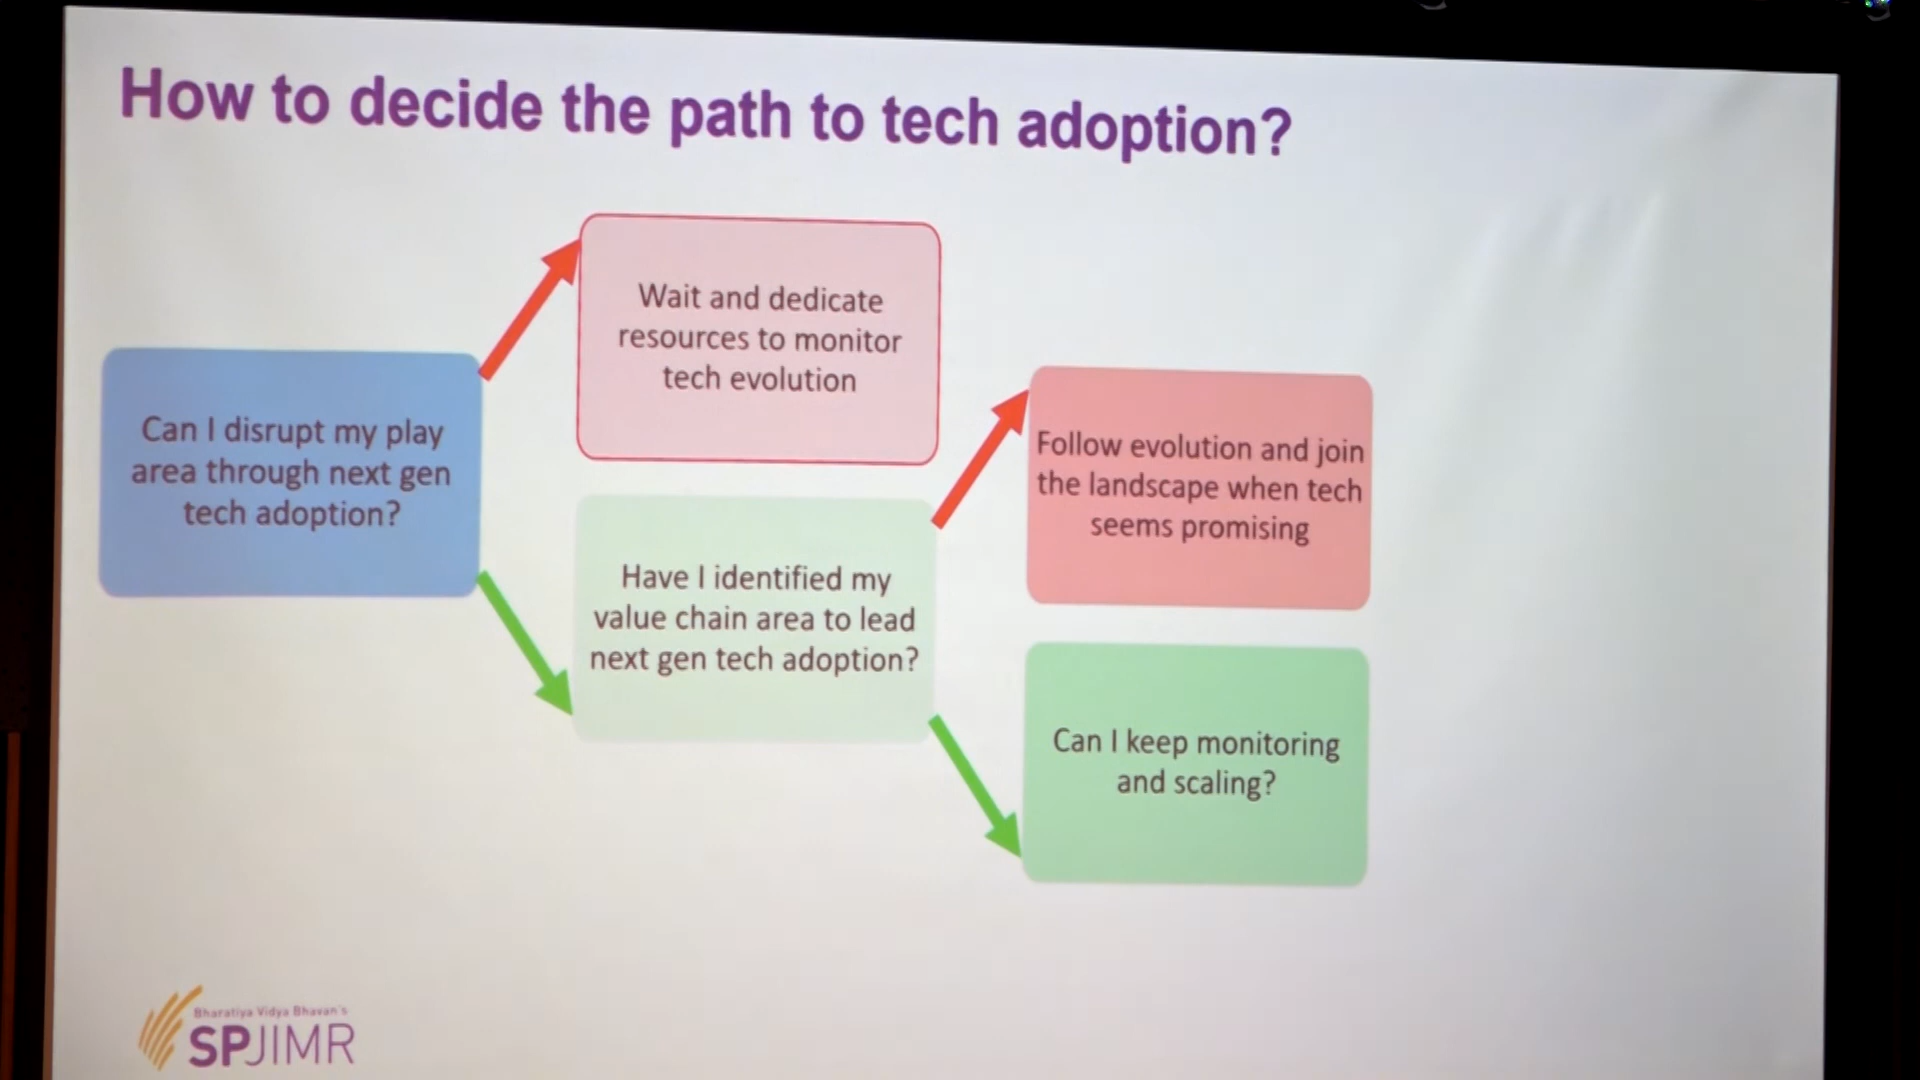 How to decide the path to tech adoption?
Wait and dedicate
resources to monitor
tech evolution
Can I disrupt my play
area through next gen
tech adoption?
Follow evolution and join
the landscape when tech
seems promising
Have I identified my
value chain area to lead
next gen tech adoption?
Can I keep monitoring
and scaling?
Bharatiya Vidya Bhavan's
SPJIMR